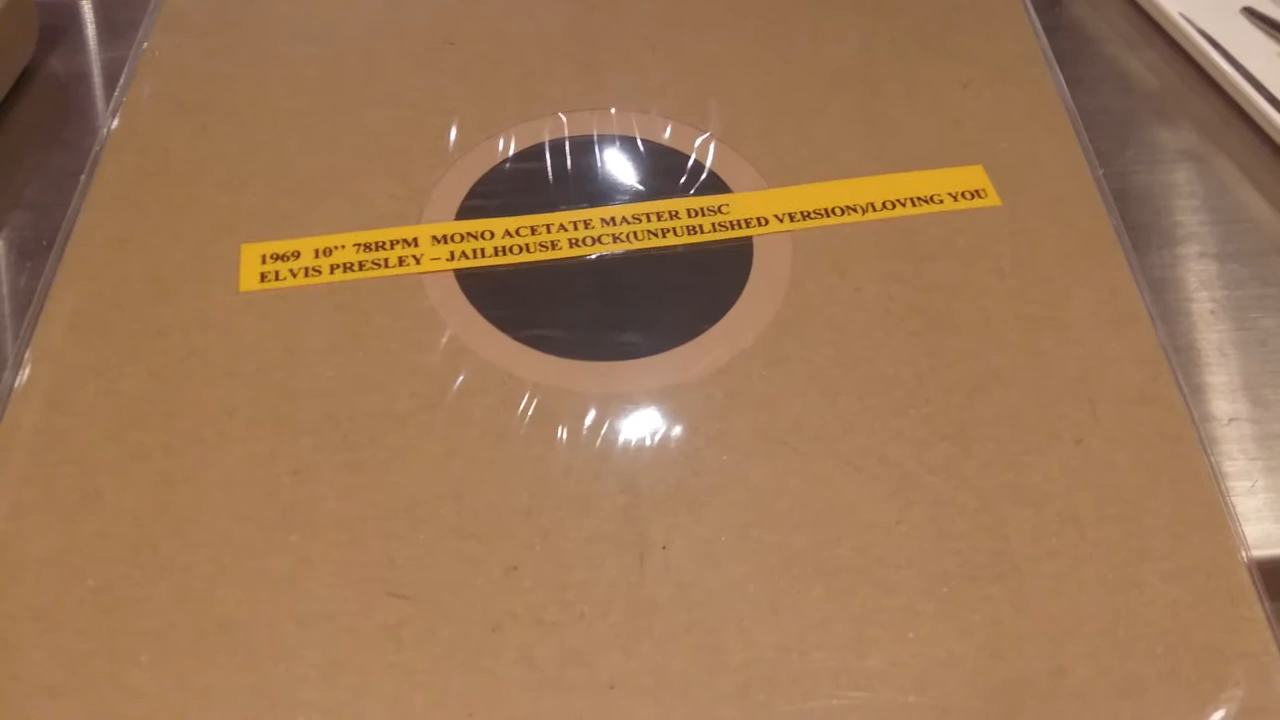 1969 10’’ 78RPM MONO ACETATE MASTER DISC
ELVIS PRESLEY – JAILHOUSE ROCK(UNPUBLISHED VERSION)/LOVING YOU